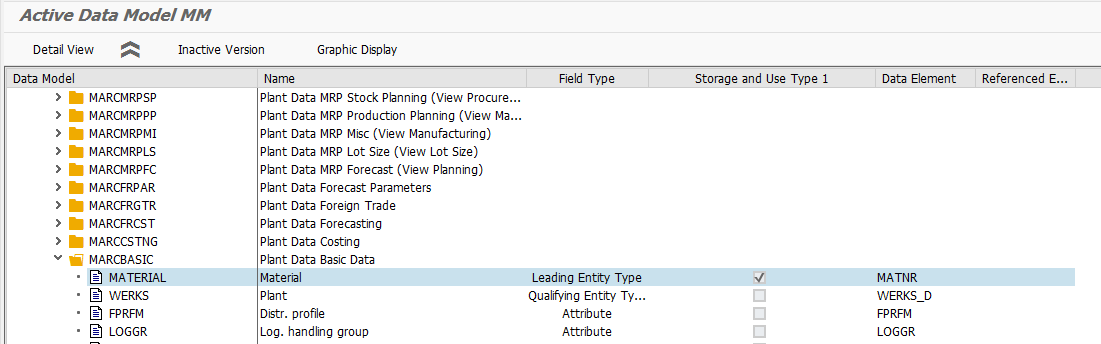 Active Data Model MM
Detail View Inactive Version Graphic Display
Data Model Name Field Type Storage and Use Type 1 Data Element Referenced E...
MARCMRPSP Plant Data MRP Stock Planning (View Procure...
MARCMRPPP Plant Data MRP Production Planning (View Ma...
MARCMRPMI Plant Data MRP Misc (View Manufacturing)
MARCMRPLS Plant Data MRP Lot Size (View Lot Size)
MARCMRPFC Plant Data MRP Forecast (View Planning)
MARCFRPAR Plant Data Forecast Parameters
MARCFRGTR Plant Data Foreign Trade
MARCFRCST Plant Data Forecasting
MARCCSTNG Plant Data Costing
MARCBASIC Plant Data Basic Data
MATERIAL Material Leading Entity Type MATNR
WERKS Plant Qualifying Entity Ty... WERKS_D
FPRFM Distr. profile Attribute FPRFM
LOGGR Log. handling group Attribute LOGGR